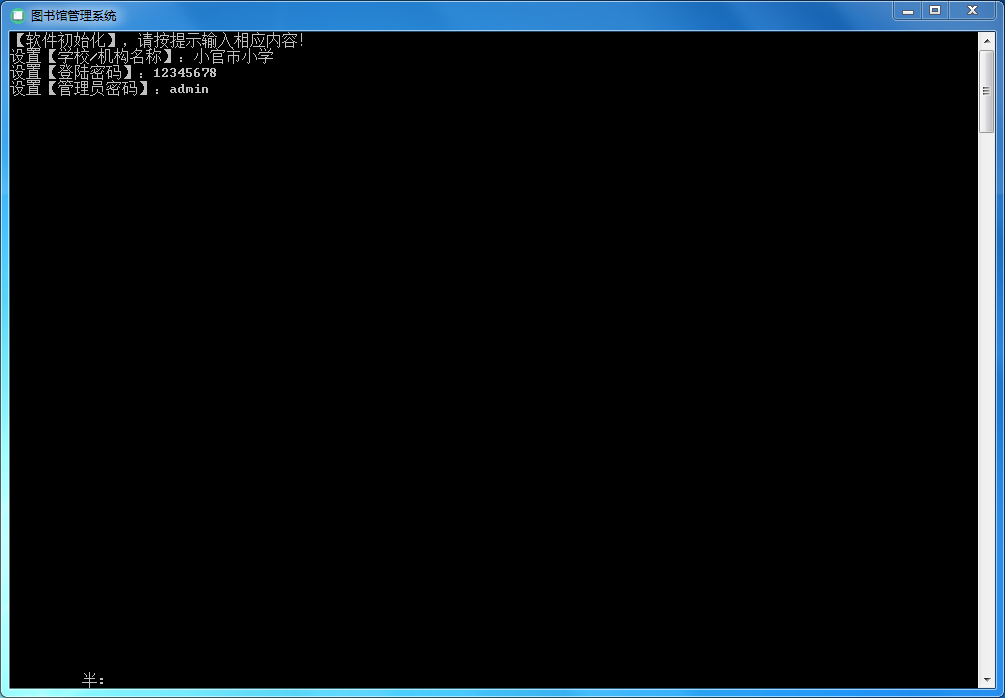 图书馆管理系统
【软件初始化】，请按提示输入相应内容!
设置【学校/机构名称】：小官市小学
设置【登陆密码】：12345678
设置【管理员密码】：admin
半：